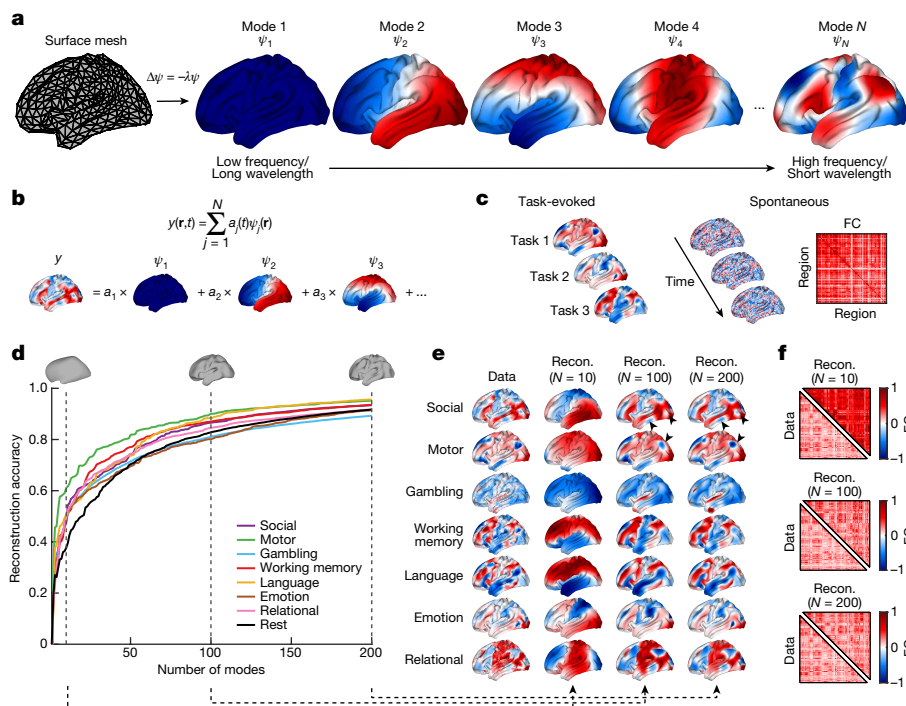 a
Surface mesh
Δψ = −λψ
Mode 1
ψ1
Mode 2
ψ2
Mode 3
ψ3
Mode 4
ψ4
...
Mode N
ψN
Low frequency/
Long wavelength
High frequency/
Short wavelength
b
y(r,t) = N∑j = 1 aj(t)ψj(r)
y
ψ1
ψ2
ψ3
= a1 ×
+ a2 ×
+ a3 ×
+ ...
c
Task-evoked
Task 1
Task 2
Task 3
Spontaneous
Time
FC
Region
Region
d
Reconstruction accuracy
1.0
0.8
0.6
0.4
0.2
0
50
100
150
200
Number of modes
Social
Motor
Gambling
Working memory
Language
Emotion
Relational
Rest
e
Data
Recon.
(N = 10)
Recon.
(N = 100)
Recon.
(N = 200)
Social
Motor
Gambling
Working
memory
Language
Emotion
Relational
f
Recon.
(N = 10)
Data
1
0
−1
Recon.
(N = 100)
Data
1
0
−1
Recon.
(N = 200)
Data
1
0
−1